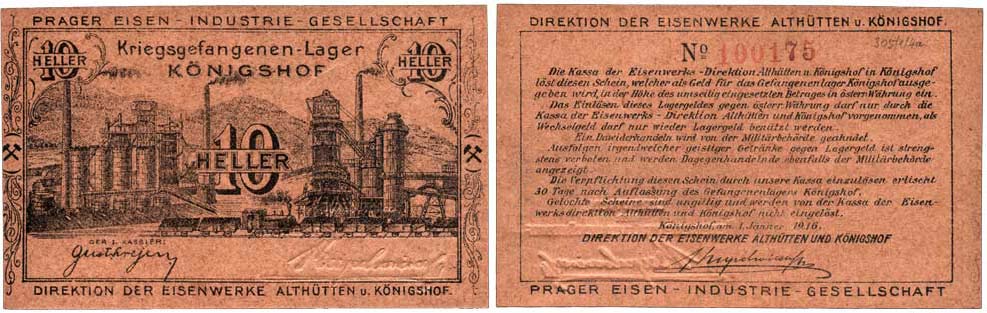 PRAGER EISEN - INDUSTRIE - GESELLSCHAFT
10 HELLER
Kriegsgefangenen-Lager
KÖNIGSHOF
10 HELLER
10
HELLER
DER I. KASSIER:
DIREKTION DER EISENWERKE ALTHÜTTEN u. KÖNIGSHOF.
DIREKTION DER EISENWERKE ALTHÜTTEN u. KÖNIGSHOF.
No 100175
305/4/4a
Die Kassa der Eisenwerks-Direktion Althütten u. Königshof in Königshof
löst diesen Schein, welcher als Geld für das Gefangenenlager Königshof ausge-
geben wird, in der Höhe des umseitig eingesetzten Betrages in österr. Währung ein.
Das Einlösen dieses Lagergeldes gegen österr. Währung darf nur durch die
Kassa der Eisenwerks - Direktion Althütten und Königshof vorgenommen, als
Wechselgeld darf nur wieder Lagergeld benützt werden.
Ein Dawiderhandeln wird von der Militärbehörde geahndet.
Ausfolgen irgendwelcher geistiger Getränke gegen Lagergeld ist streng-
stens verboten und werden Dagegenhandelnde ebenfalls der Militärbehörde
angezeigt.
Die Verpflichtung diesen Schein durch unsere Kassa einzulösen erlischt
30 Tage nach Auflassung des Gefangenenlagers Königshof.
Gelochte Scheine sind ungültig und werden von der Kassa der Eisen-
werksdirektion Althütten und Königshof nicht eingelöst.
Königshof, am 1. Jänner 1916.
DIREKTION DER EISENWERKE ALTHÜTTEN UND KÖNIGSHOF
PRAGER EISEN - INDUSTRIE - GESELLSCHAFT